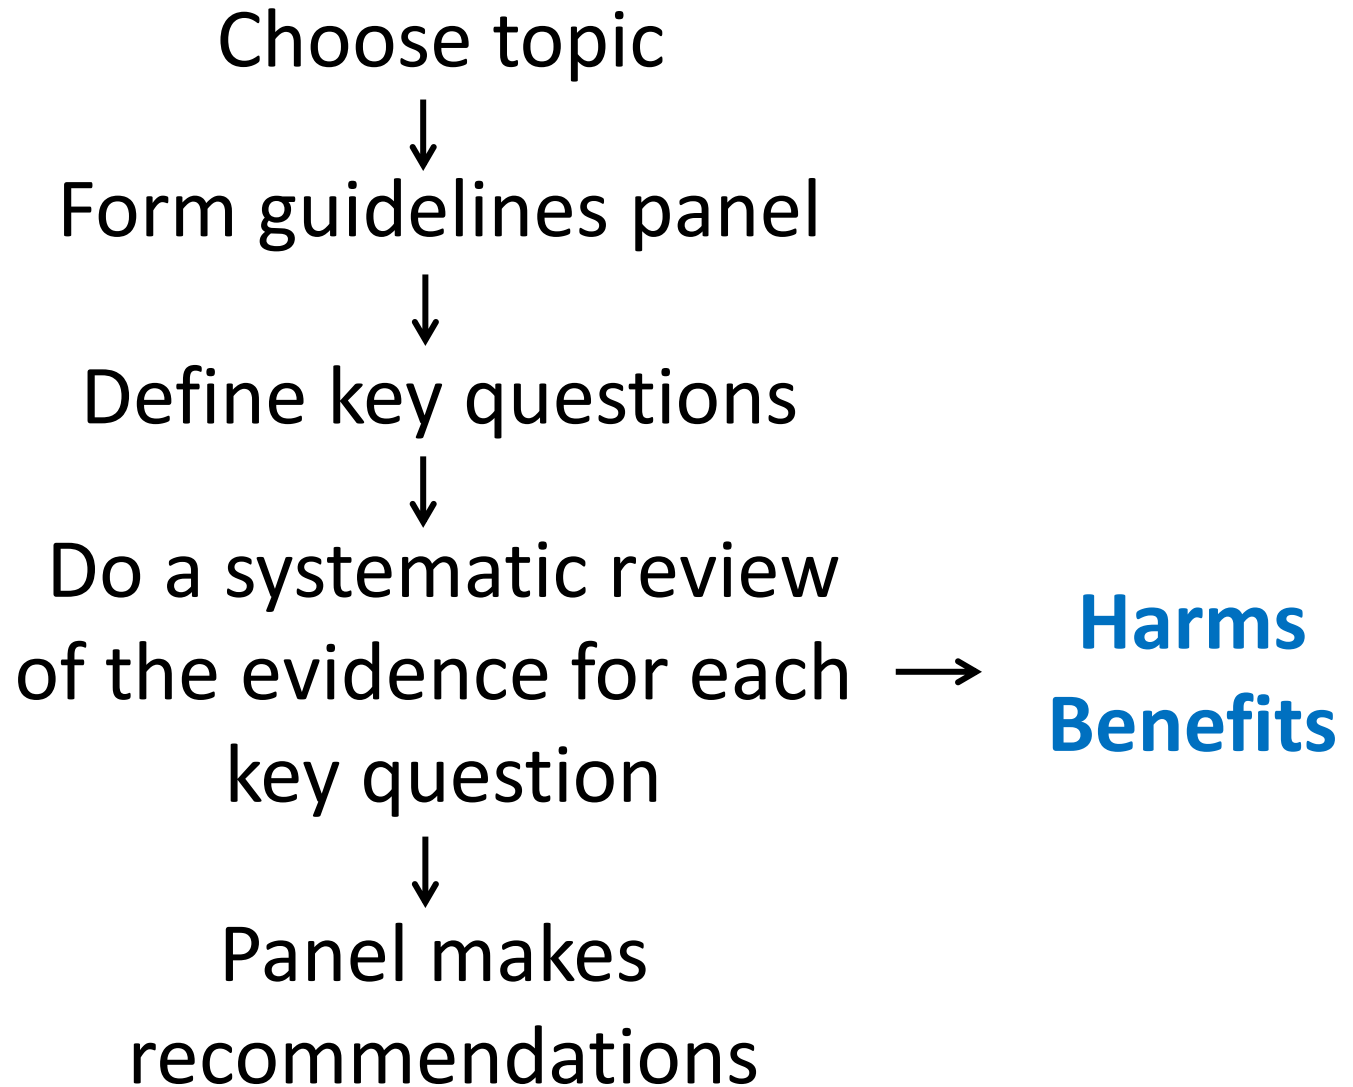 Choose topic
Form guidelines panel
Define key questions
Do a systematic review
of the evidence for each
key question
Harms
Benefits
Panel makes
recommendations